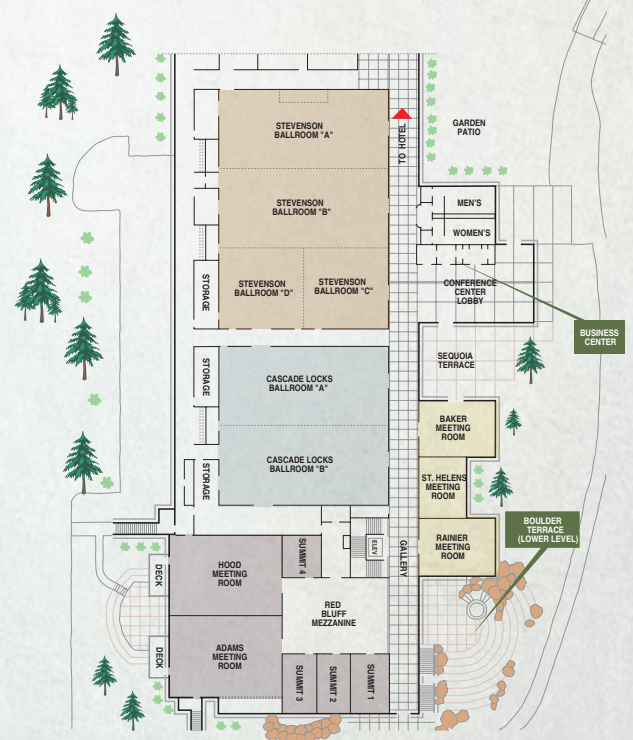 STEVENSON
BALLROOM "A"
TO HOTEL
GARDEN
PATIO
STEVENSON
BALLROOM "B"
MEN'S
WOMEN'S
STORAGE
STEVENSON
BALLROOM "D"
STEVENSON
BALLROOM "C"
CONFERENCE
CENTER
LOBBY
BUSINESS
CENTER
STORAGE
CASCADE LOCKS
BALLROOM "A"
SEQUOIA
TERRACE
BAKER
MEETING
ROOM
STORAGE
CASCADE LOCKS
BALLROOM "B"
ST. HELENS
MEETING
ROOM
BOULDER
TERRACE
(LOWER LEVEL)
DECK
HOOD
MEETING
ROOM
SUMMIT 4
ELEV
GALLERY
RAINIER
MEETING
ROOM
RED
BLUFF
MEZZANINE
DECK
ADAMS
MEETING
ROOM
SUMMIT 3
SUMMIT 2
SUMMIT 1